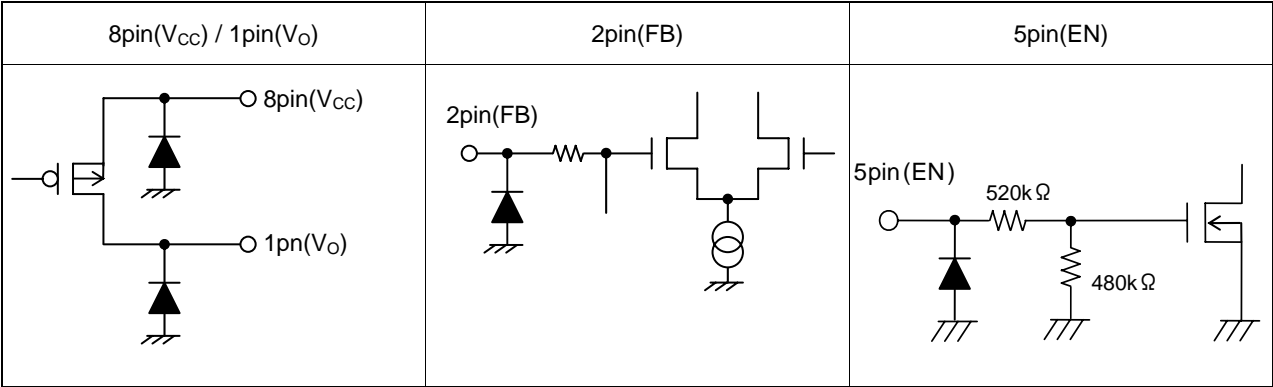 8pin(VCC) / 1pin(VO)
2pin(FB)
5pin(EN)
8pin(VCC)
1pn(VO)
2pin(FB)
5pin(EN)
520kΩ
480kΩ